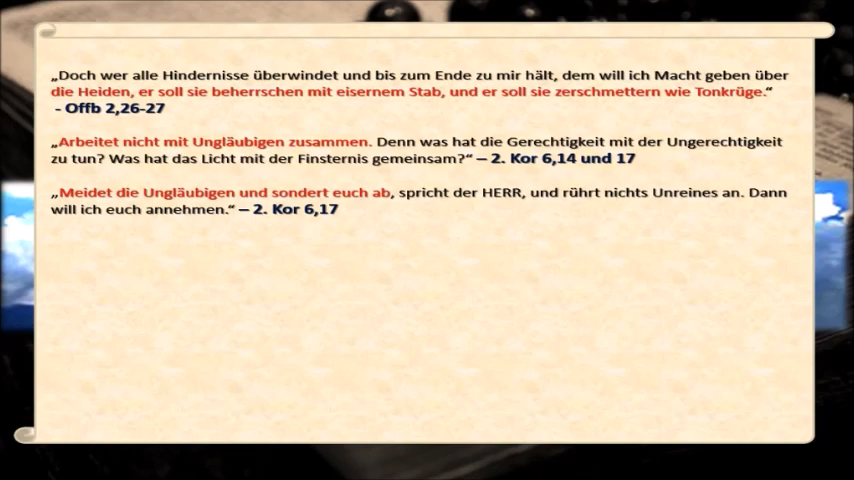 „Doch wer alle Hindernisse überwindet und bis zum Ende zu mir hält, dem will ich Macht geben über
die Heiden, er soll sie beherrschen mit eisernem Stab, und er soll sie zerschmettern wie Tonkrüge.“
- Offb 2,26-27
„Arbeitet nicht mit Ungläubigen zusammen. Denn was hat die Gerechtigkeit mit der Ungerechtigkeit
zu tun? Was hat das Licht mit der Finsternis gemeinsam?“ – 2. Kor 6,14 und 17
„Meidet die Ungläubigen und sondert euch ab, spricht der HERR, und rührt nichts Unreines an. Dann
will ich euch annehmen.“ – 2. Kor 6,17